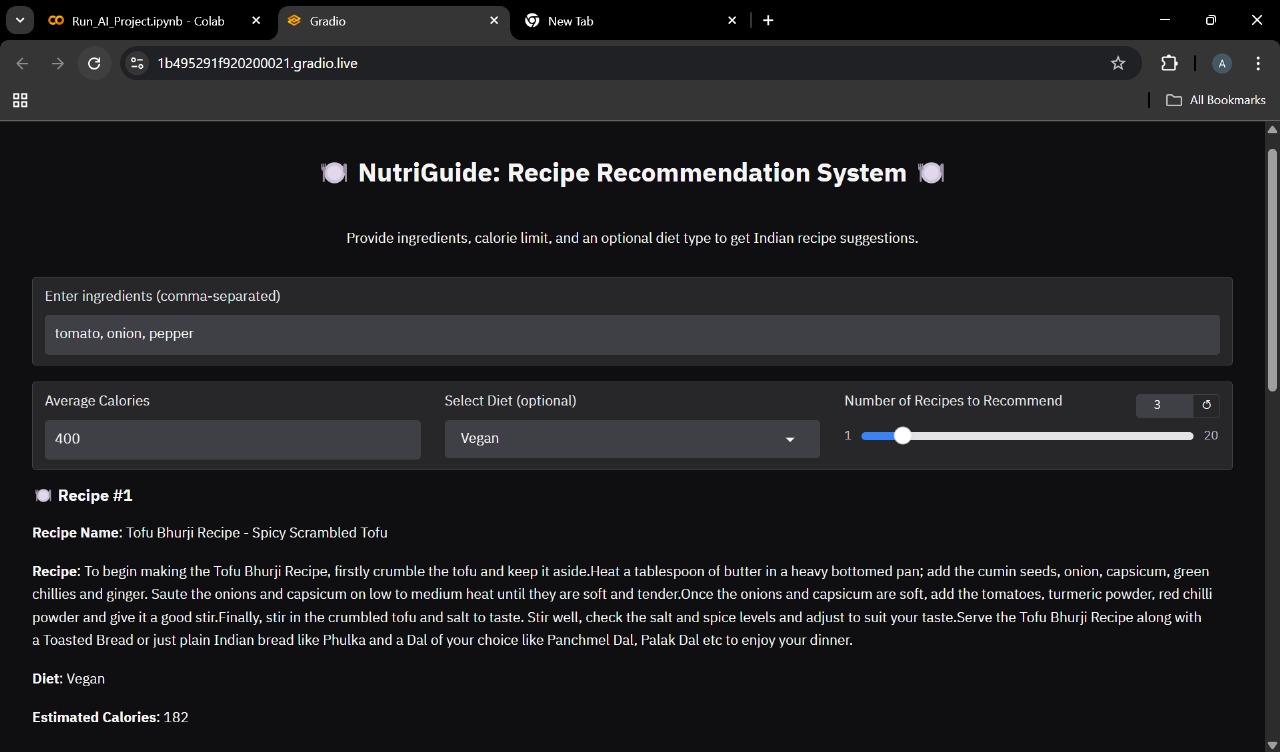 Run_AI_Project.ipynb - Colab
Gradio
New Tab
1b495291f920200021.gradio.live
A
All Bookmarks
🍽️ NutriGuide: Recipe Recommendation System 🍽️
Provide ingredients, calorie limit, and an optional diet type to get Indian recipe suggestions.
Enter ingredients (comma-separated)
tomato, onion, pepper
Average Calories
400
Select Diet (optional)
Vegan
Number of Recipes to Recommend
3
1
20
🍽️ Recipe #1
Recipe Name: Tofu Bhurji Recipe - Spicy Scrambled Tofu
Recipe: To begin making the Tofu Bhurji Recipe, firstly crumble the tofu and keep it aside.Heat a tablespoon of butter in a heavy bottomed pan; add the cumin seeds, onion, capsicum, green
chillies and ginger. Saute the onions and capsicum on low to medium heat until they are soft and tender.Once the onions and capsicum are soft, add the tomatoes, turmeric powder, red chilli
powder and give it a good stir.Finally, stir in the crumbled tofu and salt to taste. Stir well, check the salt and spice levels and adjust to suit your taste.Serve the Tofu Bhurji Recipe along with
a Toasted Bread or just plain Indian bread like Phulka and a Dal of your choice like Panchmel Dal, Palak Dal etc to enjoy your dinner.
Diet: Vegan
Estimated Calories: 182